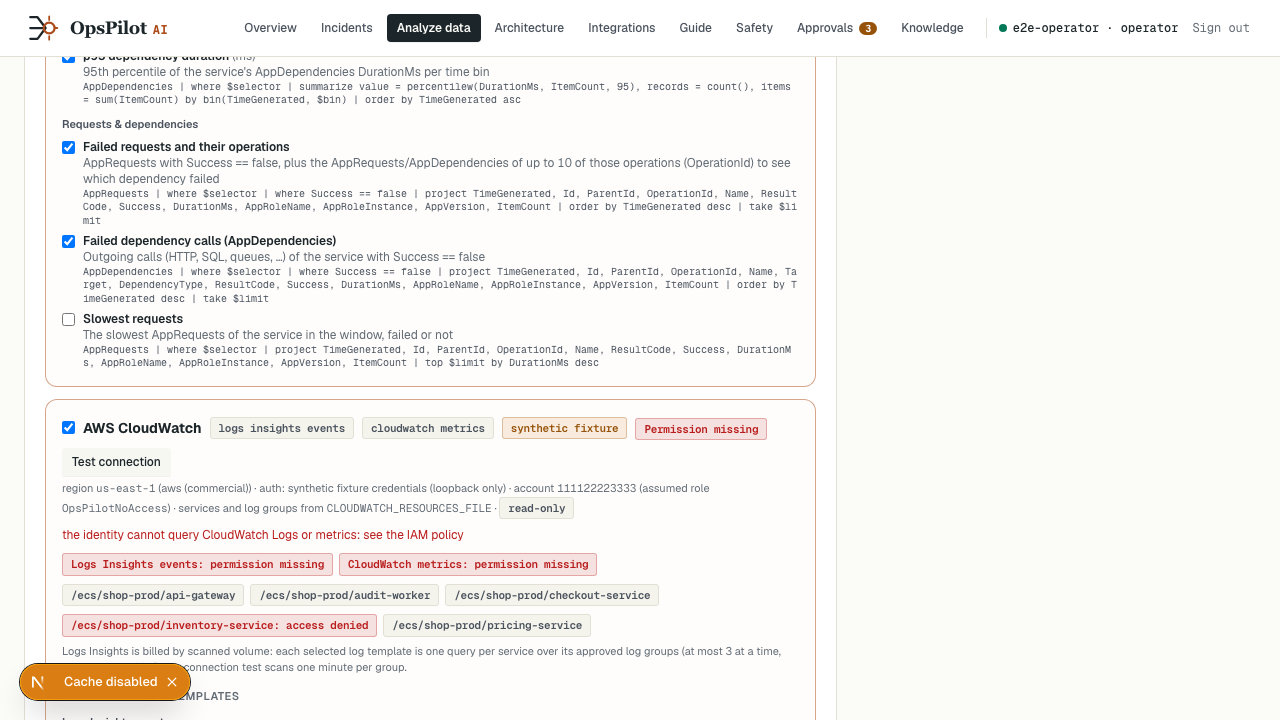 OpsPilot AI
Overview Incidents Analyze data Architecture Integrations Guide Safety Approvals 3 Knowledge e2e-operator · operator Sign out
p95 dependency duration (ms)
95th percentile of the service's AppDependencies DurationMs per time bin
AppDependencies | where $selector | summarize value = percentilew(DurationMs, ItemCount, 95), records = count(), items
= sum(ItemCount) by bin(TimeGenerated, $bin) | order by TimeGenerated asc
Requests & dependencies
Failed requests and their operations
AppRequests with Success == false, plus the AppRequests/AppDependencies of up to 10 of those operations (OperationId) to see
which dependency failed
AppRequests | where $selector | where Success == false | project TimeGenerated, Id, ParentId, OperationId, Name, Result
Code, Success, DurationMs, AppRoleName, AppRoleInstance, AppVersion, ItemCount | order by TimeGenerated desc | take $li
mit
Failed dependency calls (AppDependencies)
Outgoing calls (HTTP, SQL, queues, …) of the service with Success == false
AppDependencies | where $selector | where Success == false | project TimeGenerated, Id, ParentId, OperationId, Name, Ta
rget, DependencyType, ResultCode, Success, DurationMs, AppRoleName, AppRoleInstance, AppVersion, ItemCount | order by T
imeGenerated desc | take $limit
Slowest requests
The slowest AppRequests of the service in the window, failed or not
AppRequests | where $selector | project TimeGenerated, Id, ParentId, OperationId, Name, ResultCode, Success, DurationM
s, AppRoleName, AppRoleInstance, AppVersion, ItemCount | top $limit by DurationMs desc
AWS CloudWatch logs insights events cloudwatch metrics synthetic fixture Permission missing
Test connection
region us-east-1 (aws (commercial)) · auth: synthetic fixture credentials (loopback only) · account 111122223333 (assumed role
OpsPilotNoAccess) · services and log groups from CLOUDWATCH_RESOURCES_FILE · read-only
the identity cannot query CloudWatch Logs or metrics: see the IAM policy
Logs Insights events: permission missing CloudWatch metrics: permission missing
/ecs/shop-prod/api-gateway /ecs/shop-prod/audit-worker /ecs/shop-prod/checkout-service
/ecs/shop-prod/inventory-service: access denied /ecs/shop-prod/pricing-service
Logs Insights is billed by scanned volume: each selected log template is one query per service over its approved log groups (at most 3 at a time,
connection test scans one minute per group.
Cache disabled